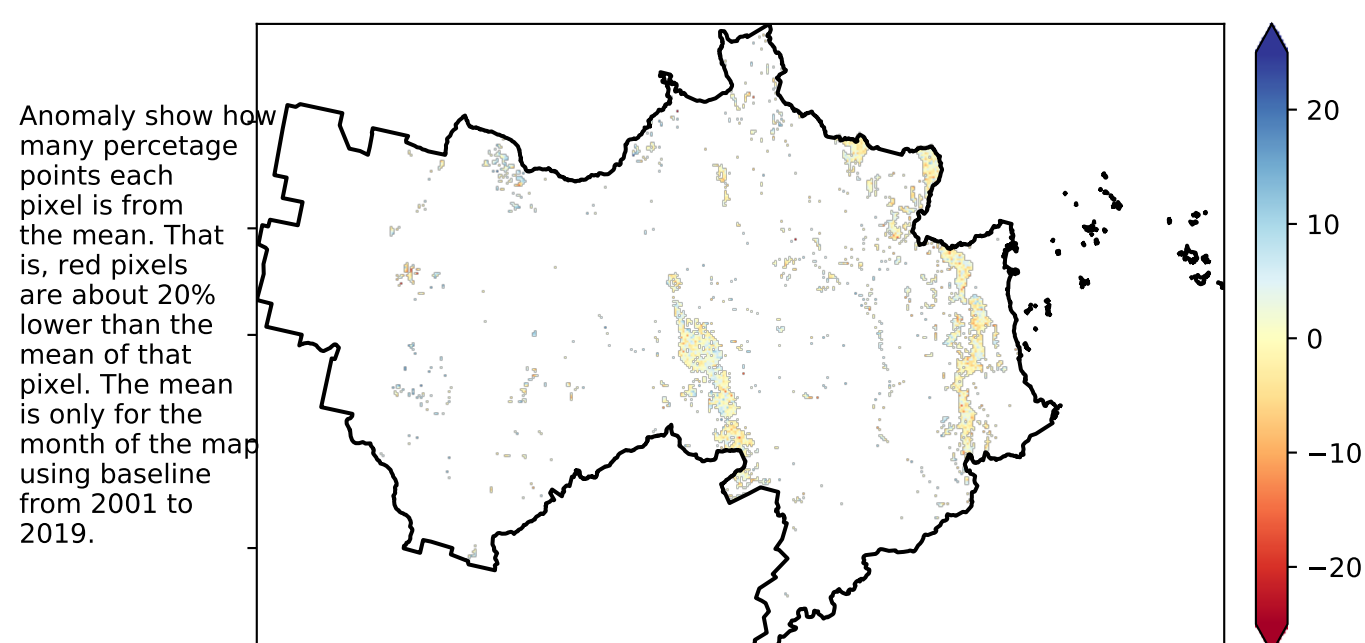 Anomaly show how
many percetage
points each
pixel is from
the mean. That
is, red pixels
are about 20%
lower than the
mean of that
pixel. The mean
is only for the
month of the map
using baseline
from 2001 to
2019.
20
10
0
−10
−20